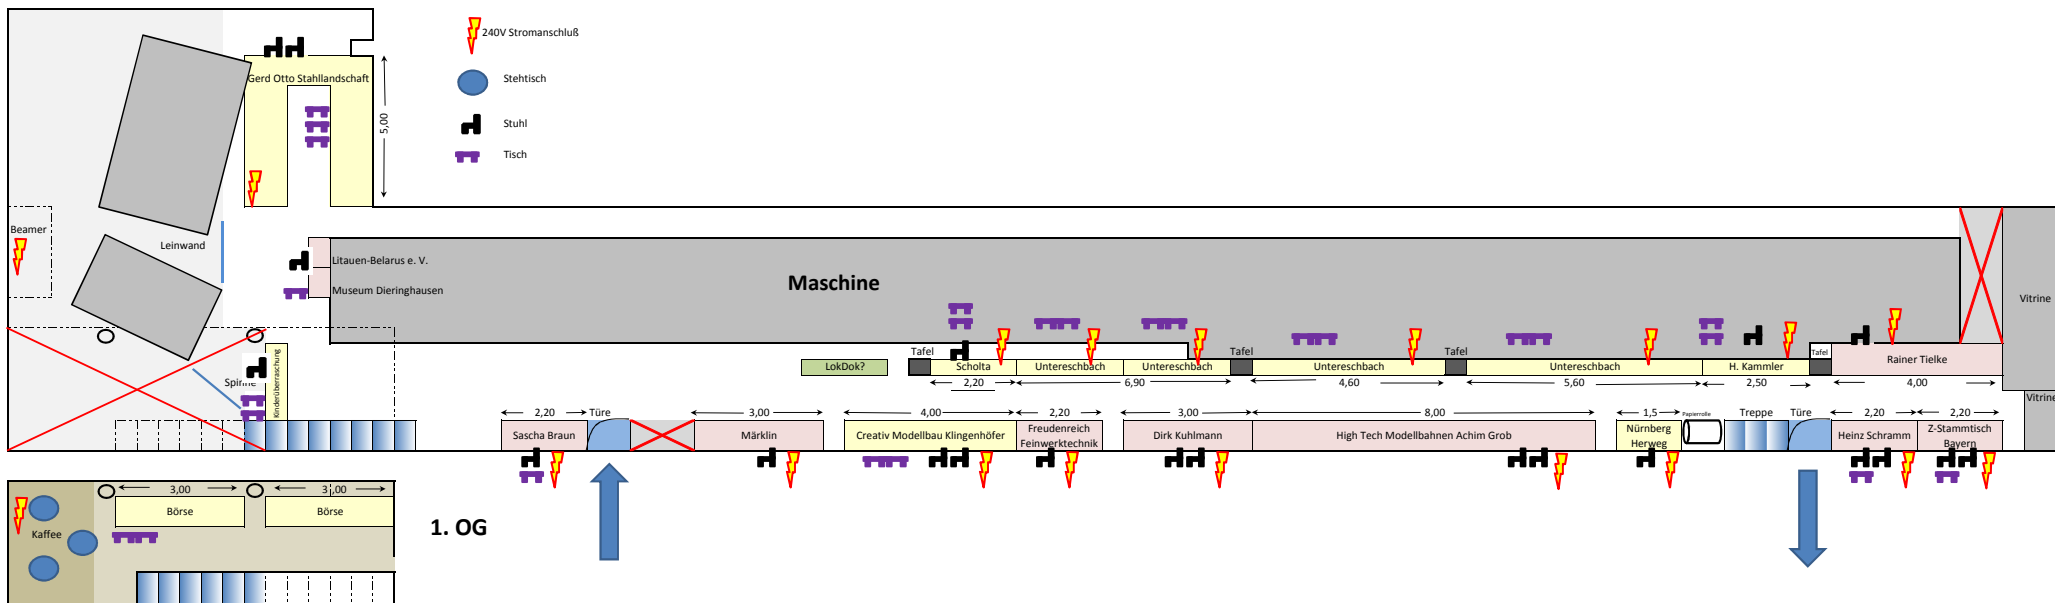 240V Stromanschluß
Stehtisch
Stuhl
Tisch
Gerd Otto Stahllandschaft
5,00
Beamer
Leinwand
Litauen-Belarus e. V.
Museum Dieringhausen
Maschine
Vitrine
Vitrine
Spinne
Kinderüberraschung
LokDok?
Tafel
Scholta
Untereschbach
Untereschbach
Tafel
Untereschbach
Tafel
Untereschbach
H. Kammler
Tafel
Rainer Tielke
2,20
6,90
4,60
5,60
2,50
4,00
2,20
Türe
3,00
4,00
2,20
3,00
8,00
1,5
Papierrolle
Treppe
Türe
2,20
2,20
Sascha Braun
Märklin
Creativ Modellbau Klingenhöfer
Freudenreich
Feinwerktechnik
Dirk Kuhlmann
High Tech Modellbahnen Achim Grob
Nürnberg
Herweg
Heinz Schramm
Z-Stammtisch
Bayern
3,00
3,00
Börse
Börse
Kaffee
1. OG